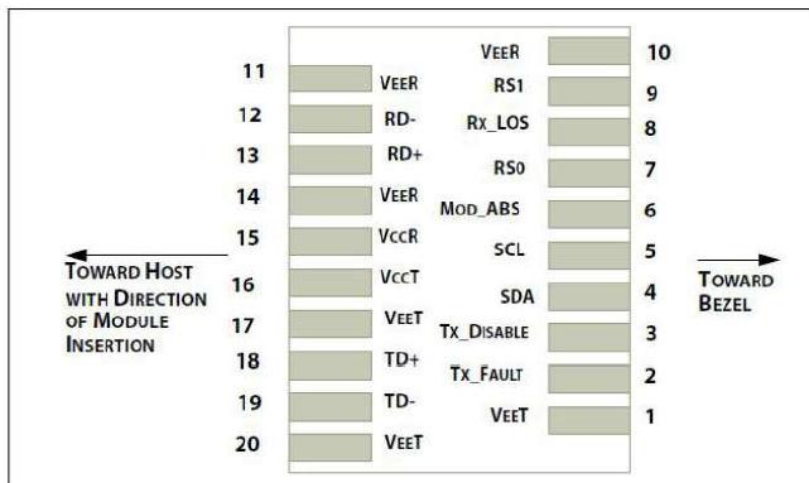 11 VEER
12 RD-
13 RD+
14 VEER
15 VCCR
16 VCCT
17 VEET
18 TD+
19 TD-
20 VEET
VEER 10
RS1 9
RX_LOS 8
RS0 7
MOD_ABS 6
SCL 5
SDA 4
TX_DISABLE 3
TX_FAULT 2
VEET 1
TOWARD HOST
WITH DIRECTION
OF MODULE
INSERTION
TOWARD
BEZEL